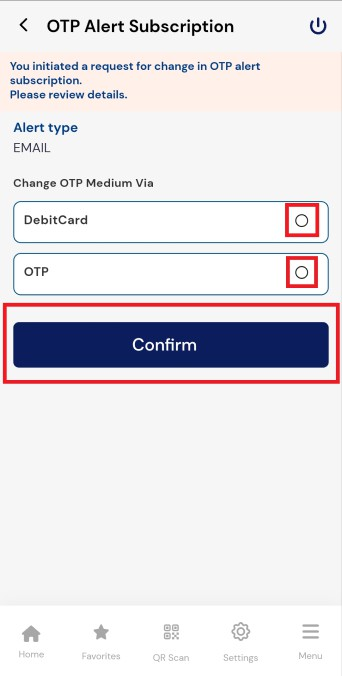 OTP Alert Subscription
You initiated a request for change in OTP alert
subscription.
Please review details.
Alert type
EMAIL
Change OTP Medium Via
DebitCard
OTP
Confirm
Home
Favorites
QR Scan
Settings
Menu